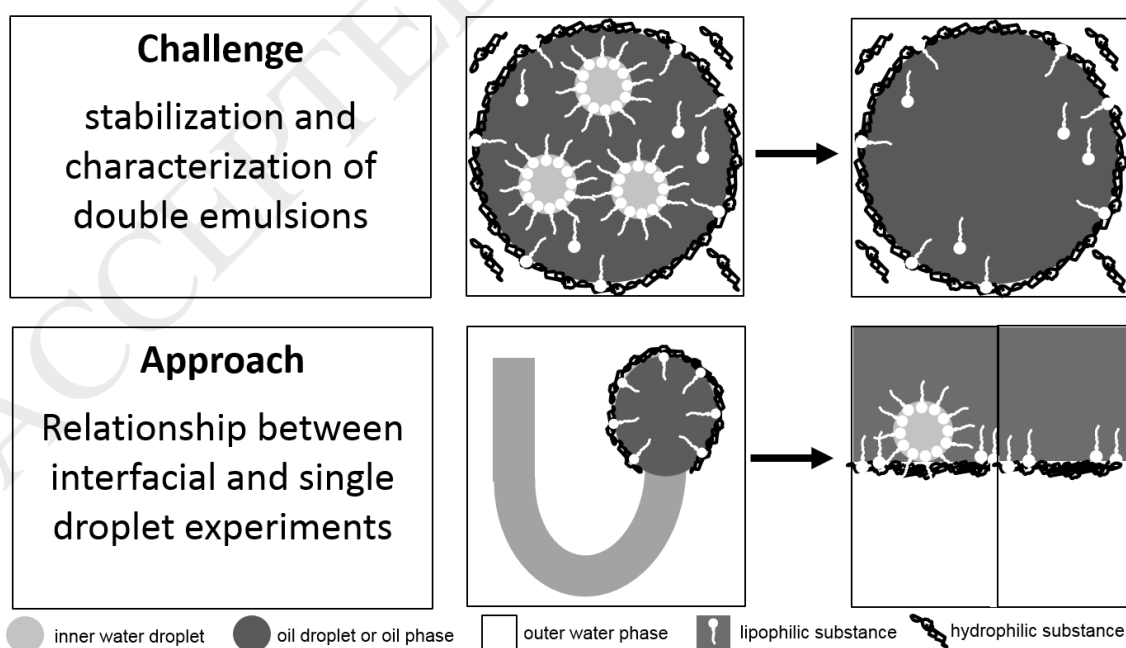 Challenge
stabilization and
characterization of
double emulsions
Approach
Relationship between
interfacial and single
droplet experiments
inner water droplet
oil droplet or oil phase
outer water phase
lipophilic substance
hydrophilic substance
ACCEPTE